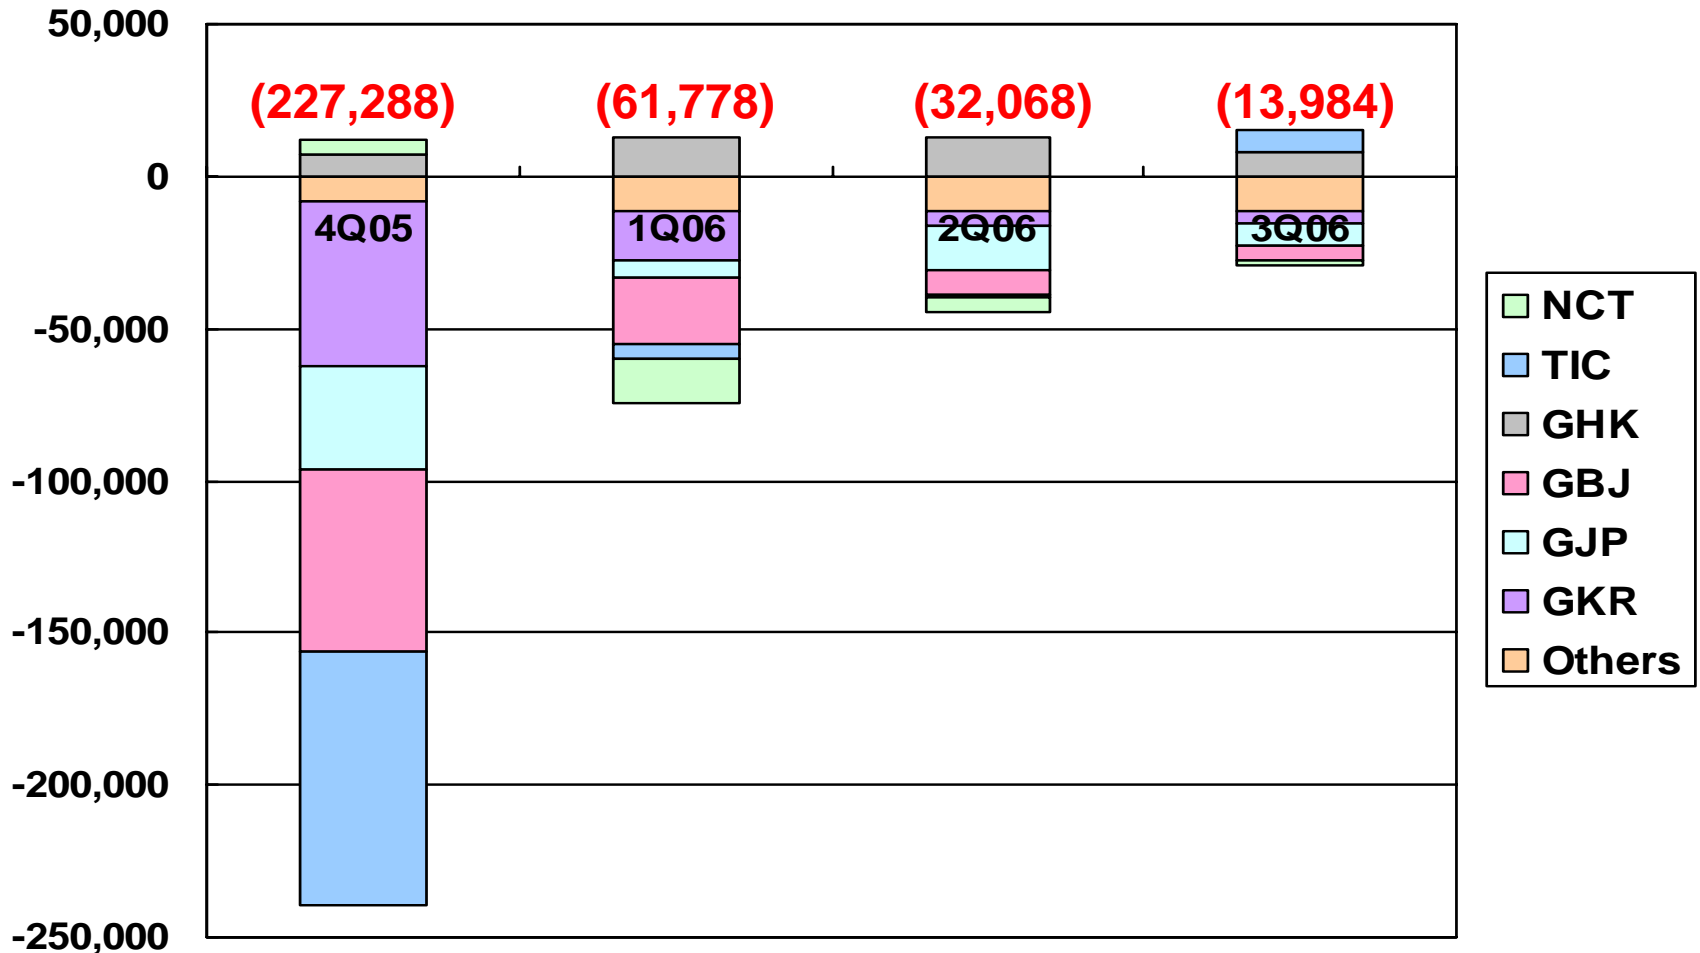 50,000
0
-50,000
-100,000
-150,000
-200,000
-250,000
(227,288) (61,778) (32,068) (13,984)
4Q05 1Q06 2Q06 3Q06
NCT
TIC
GHK
GBJ
GJP
GKR
Others